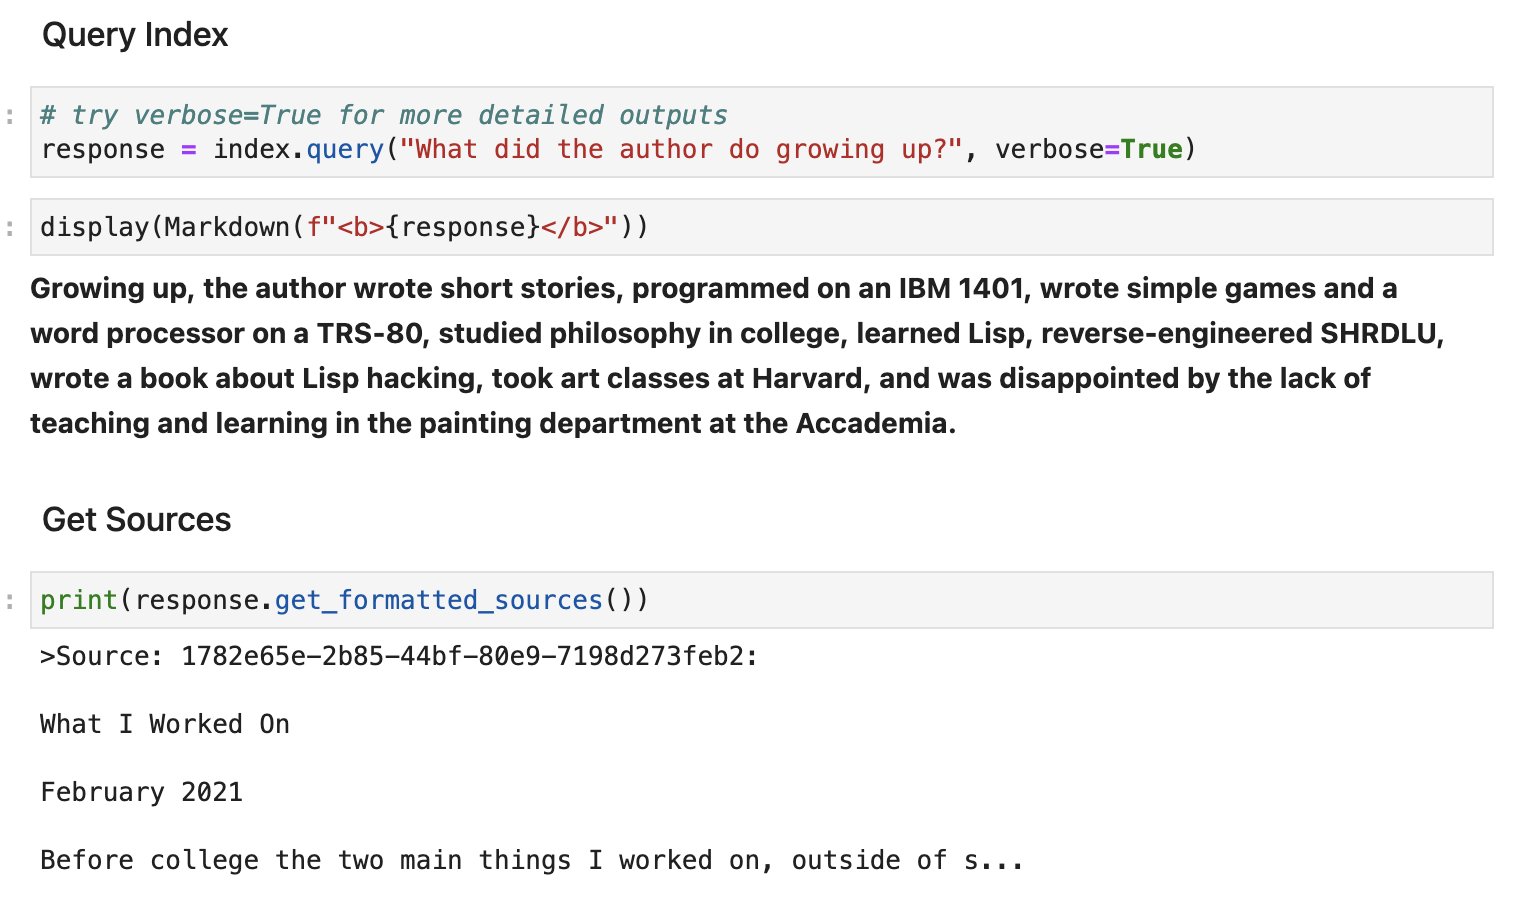 Query Index
:
# try verbose=True for more detailed outputs
response = index.query("What did the author do growing up?", verbose=True)
:
display(Markdown(f"<b>{response}</b>"))
Growing up, the author wrote short stories, programmed on an IBM 1401, wrote simple games and a
word processor on a TRS-80, studied philosophy in college, learned Lisp, reverse-engineered SHRDLU,
wrote a book about Lisp hacking, took art classes at Harvard, and was disappointed by the lack of
teaching and learning in the painting department at the Accademia.
Get Sources
:
print(response.get_formatted_sources())
>Source: 1782e65e-2b85-44bf-80e9-7198d273feb2:
What I Worked On
February 2021
Before college the two main things I worked on, outside of s...